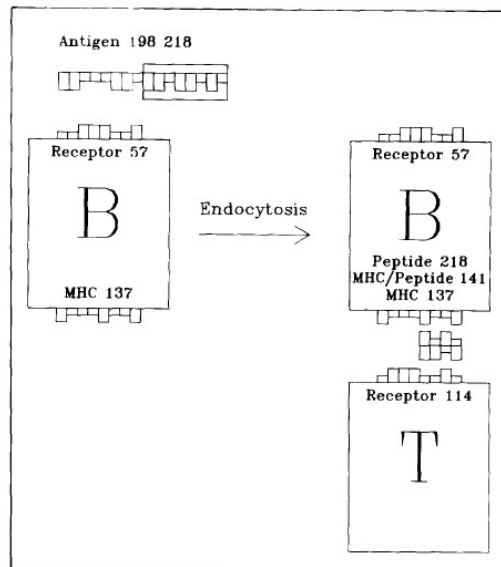 Antigen 198 218
Receptor 57
B
MHC 137
Endocytosis
Receptor 57
B
Peptide 218
MHC/Peptide 141
MHC 137
Receptor 114
T